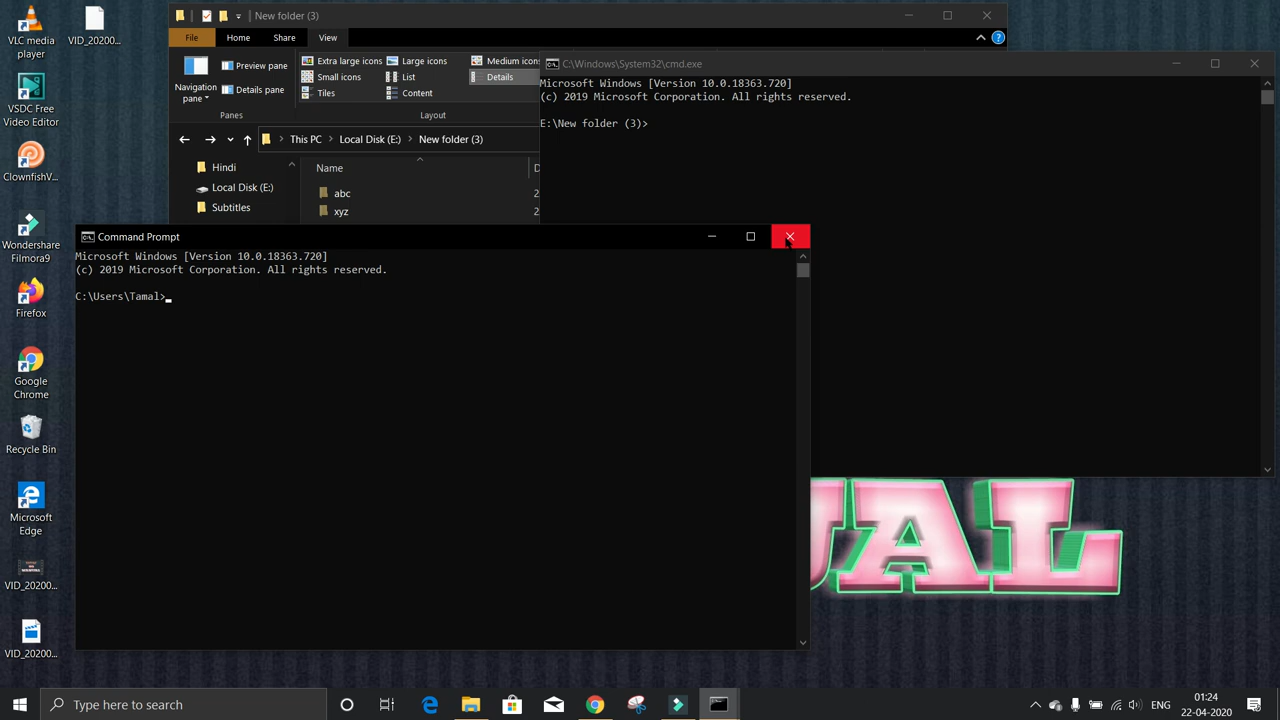 VLC media
player
VID_20200...
VSDC Free
Video Editor
ClownfishV...
Wondershare
Filmora9
Firefox
Google
Chrome
Recycle Bin
Microsoft
Edge
VID_20200...
VID_20200...
New folder (3)
File
Home
Share
View
Navigation
pane
Preview pane
Details pane
Panes
Extra large icons
Large icons
Medium icons
Small icons
List
Details
Tiles
Content
Layout
This PC
Local Disk (E:)
New folder (3)
Hindi
Local Disk (E:)
Subtitles
Name
D
abc
2
xyz
2
C:\Windows\System32\cmd.exe
Microsoft Windows [Version 10.0.18363.720]
(c) 2019 Microsoft Corporation. All rights reserved.
E:\New folder (3)>
Command Prompt
Microsoft Windows [Version 10.0.18363.720]
(c) 2019 Microsoft Corporation. All rights reserved.
C:\Users\Tamal>
UAL
Type here to search
ENG
01:24
22-04-2020